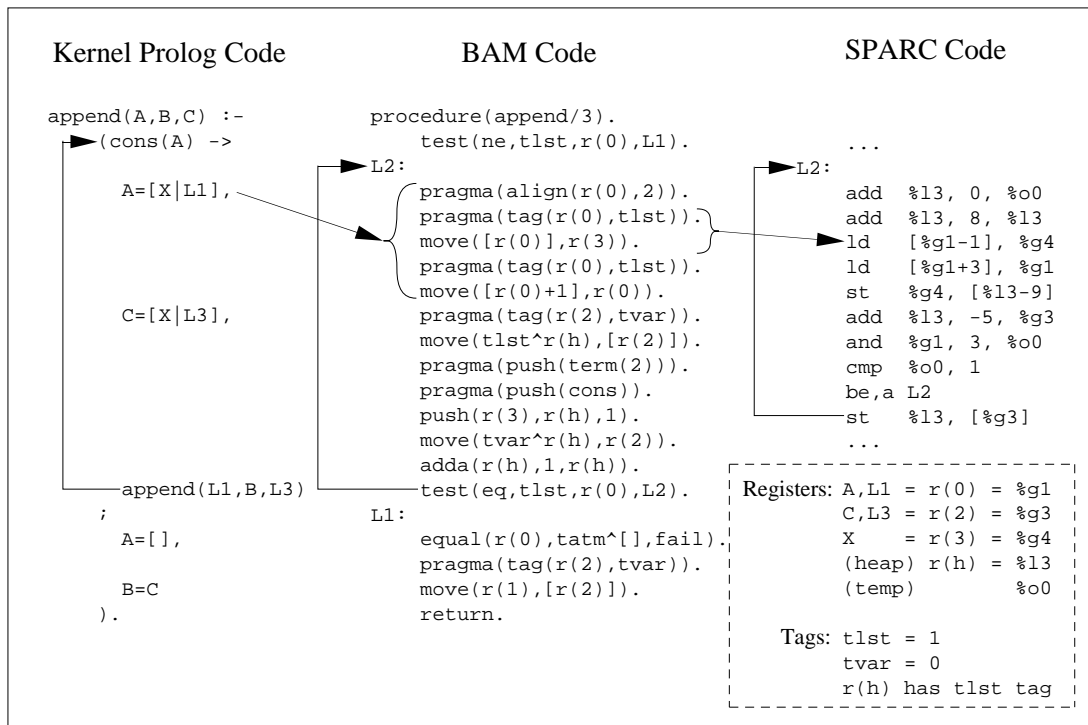 Kernel Prolog Code
append(A,B,C) :-
(cons(A) ->
A=[X|L1],
C=[X|L3],
append(L1,B,L3)
;
A=[],
B=C
).
BAM Code
procedure(append/3).
test(ne,tlst,r(0),L1).
L2:
pragma(align(r(0),2)).
pragma(tag(r(0),tlst)).
move([r(0)],r(3)).
pragma(tag(r(0),tlst)).
move([r(0)+1],r(0)).
pragma(tag(r(2),tvar)).
move(tlst^r(h),[r(2)]).
pragma(push(term(2))).
pragma(push(cons)).
push(r(3),r(h),1).
move(tvar^r(h),r(2)).
adda(r(h),1,r(h)).
test(eq,tlst,r(0),L2).
L1:
equal(r(0),tatm^[],fail).
pragma(tag(r(2),tvar)).
move(r(1),[r(2)]).
return.
SPARC Code
...
L2:
add %l3, 0, %o0
add %l3, 8, %l3
ld [%g1-1], %g4
ld [%g1+3], %g1
st %g4, [%l3-9]
add %l3, -5, %g3
and %g1, 3, %o0
cmp %o0, 1
be,a L2
st %l3, [%g3]
...
Registers: A,L1 = r(0) = %g1
C,L3 = r(2) = %g3
X = r(3) = %g4
(heap) r(h) = %l3
(temp) %o0
Tags: tlst = 1
tvar = 0
r(h) has tlst tag